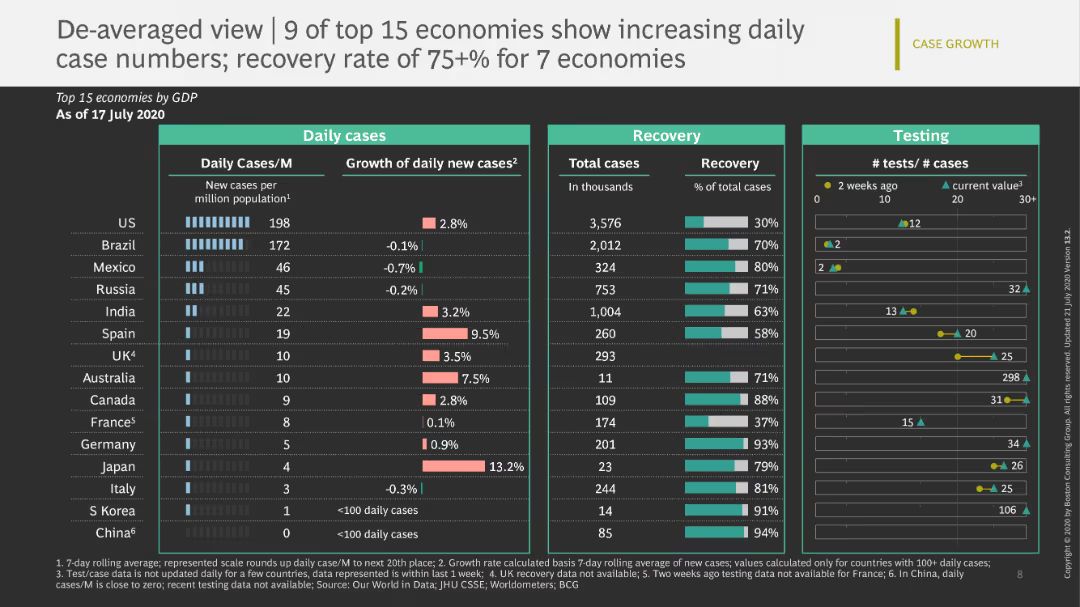 De-averaged view | 9 of top 15 economies show increasing daily
case numbers; recovery rate of 75+% for 7 economies
CASE GROWTH
Top 15 economies by GDP
As of 17 July 2020
Daily cases
Recovery
Testing
Daily Cases/M
Growth of daily new cases²
Total cases
Recovery
# tests/ # cases
New cases per
million population¹
In thousands
% of total cases
2 weeks ago
current value³
0 10 20 30+
US 198 2.8% 3,576 30% 12
Brazil 172 -0.1% 2,012 70% 2
Mexico 46 -0.7% 324 80% 2
Russia 45 -0.2% 753 71% 32
India 22 3.2% 1,004 63% 13
Spain 19 9.5% 260 58% 20
UK⁴ 10 3.5% 293 25
Australia 10 7.5% 11 71% 298
Canada 9 2.8% 109 88% 31
France⁵ 8 0.1% 174 37% 15
Germany 5 0.9% 201 93% 34
Japan 4 13.2% 23 79% 26
Italy 3 -0.3% 244 81% 25
S Korea 1 <100 daily cases 14 91% 106
China⁶ 0 <100 daily cases 85 94%
1. 7-day rolling average; represented scale rounds up daily case/M to next 20th place; 2. Growth rate calculated basis 7-day rolling average of new cases; values calculated only for countries with 100+ daily cases;
3. Test/case data is not updated daily for a few countries, data represented is within last 1 week; 4. UK recovery data not available; 5. Two weeks ago testing data not available for France; 6. In China, daily
cases/M is close to zero; recent testing data not available; Source: Our World in Data; JHU CSSE; Worldometers; BCG
8
Copyright © 2020 by Boston Consulting Group. All rights reserved. Updated 21 July 2020 Version 13.2.